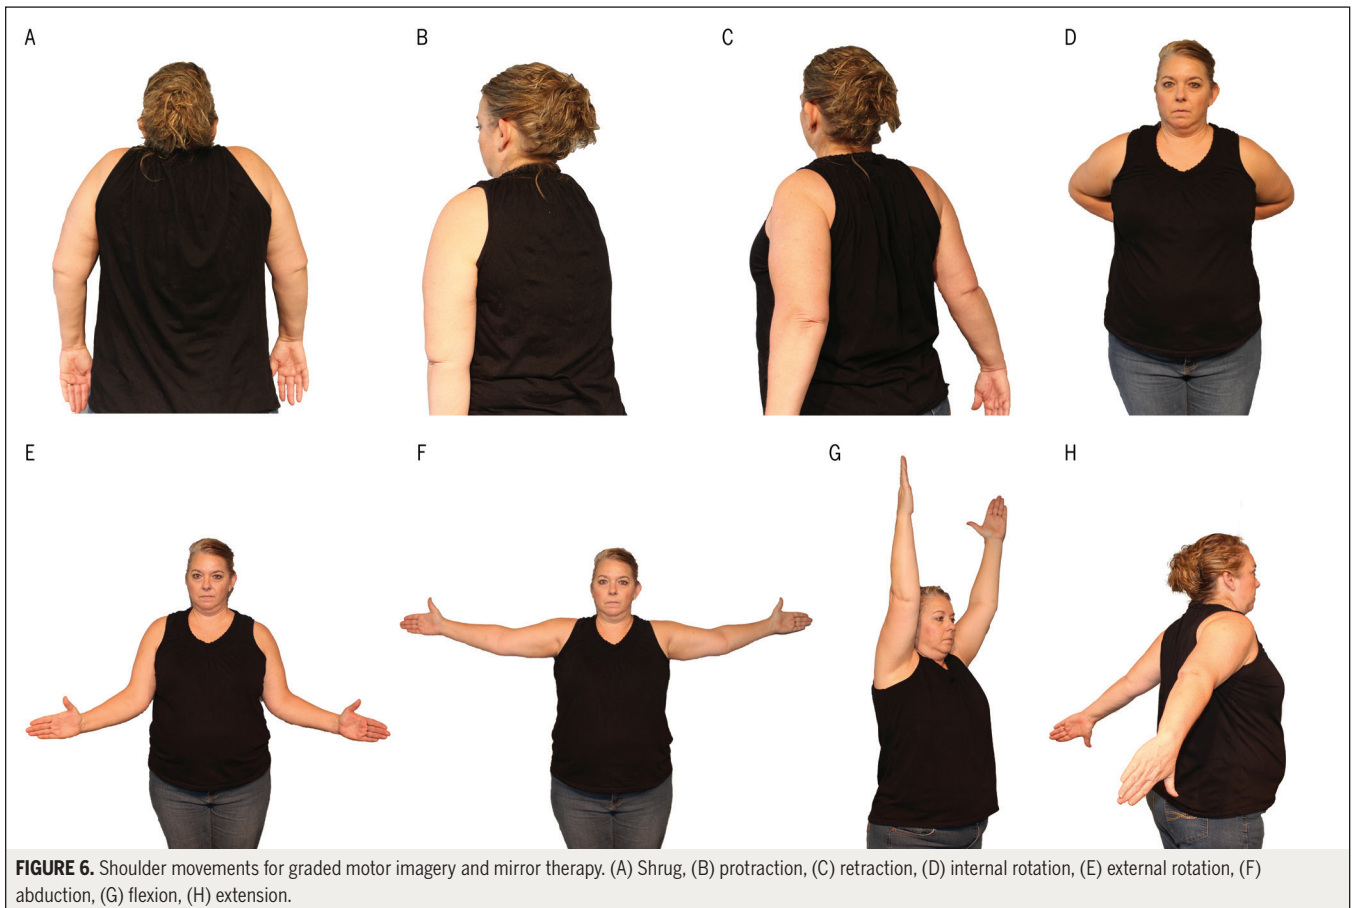 A
B
C
D
E
F
G
H
FIGURE 6. Shoulder movements for graded motor imagery and mirror therapy. (A) Shrug, (B) protraction, (C) retraction, (D) internal rotation, (E) external rotation, (F)
abduction, (G) flexion, (H) extension.